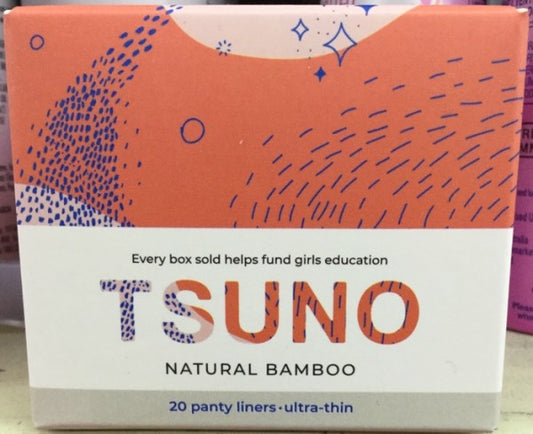 Every box sold helps fund girls education
TSUNO
NATURAL BAMBOO
20 panty liners•ultra-thin